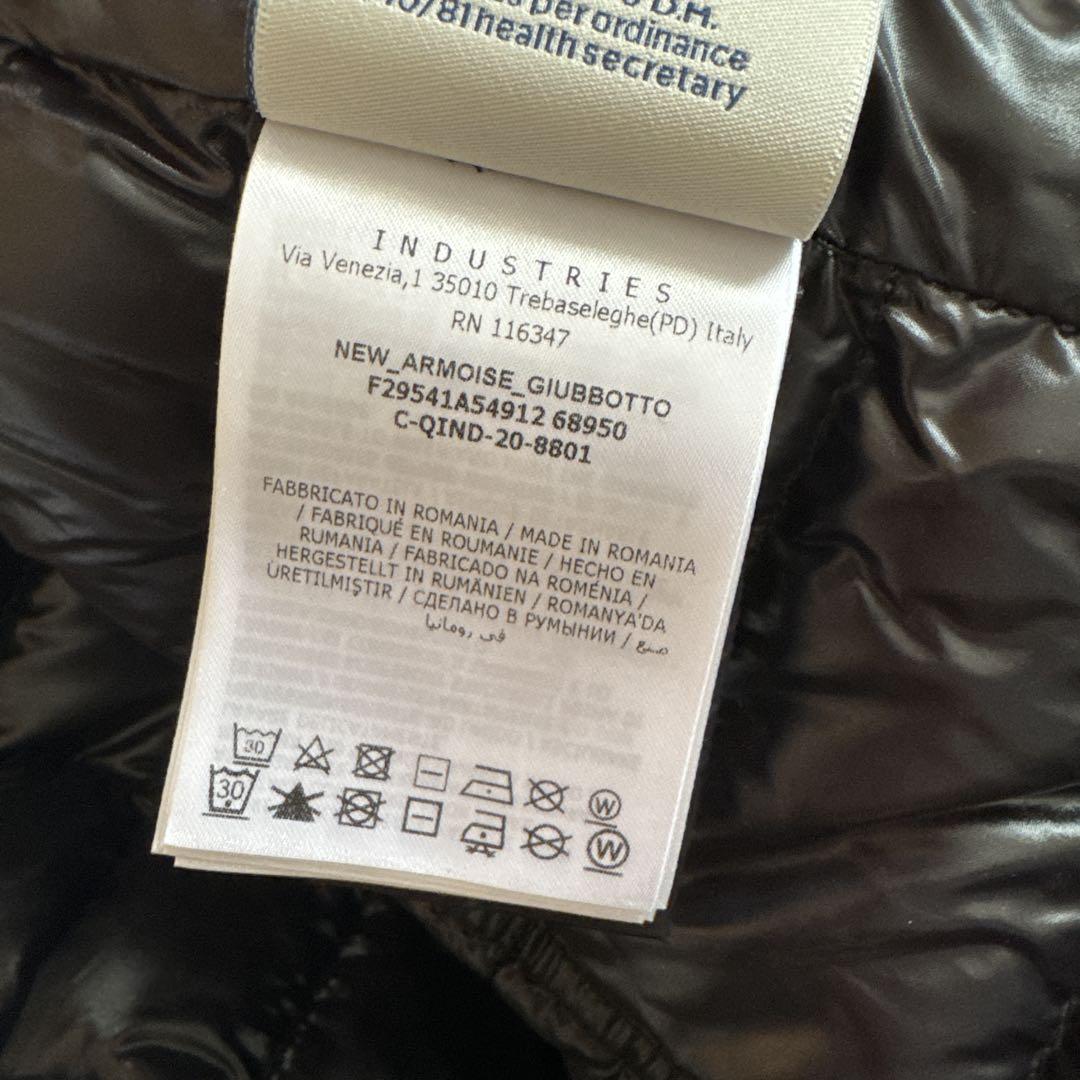 D.M.
per ordinance
10/81 health secretary
INDUSTRIES
Via Venezia,1 35010 Trebaseleghe(PD) Italy
RN 116347
NEW_ARMOISE_GIUBBOTTO
F29541A54912 68950
C-QIND-20-8801
FABBRICATO IN ROMANIA / MADE IN ROMANIA
/ FABRIQUÉ EN ROUMANIE / HECHO EN
RUMANIA / FABRICADO NA ROMÉNIA /
HERGESTELLT IN RUMÄNIEN / ROMANYA'DA
ÜRETILMIŞTIR / СДЕЛАНО В РУМЫНИИ / صنع
في رومانيا
30 W
30 W